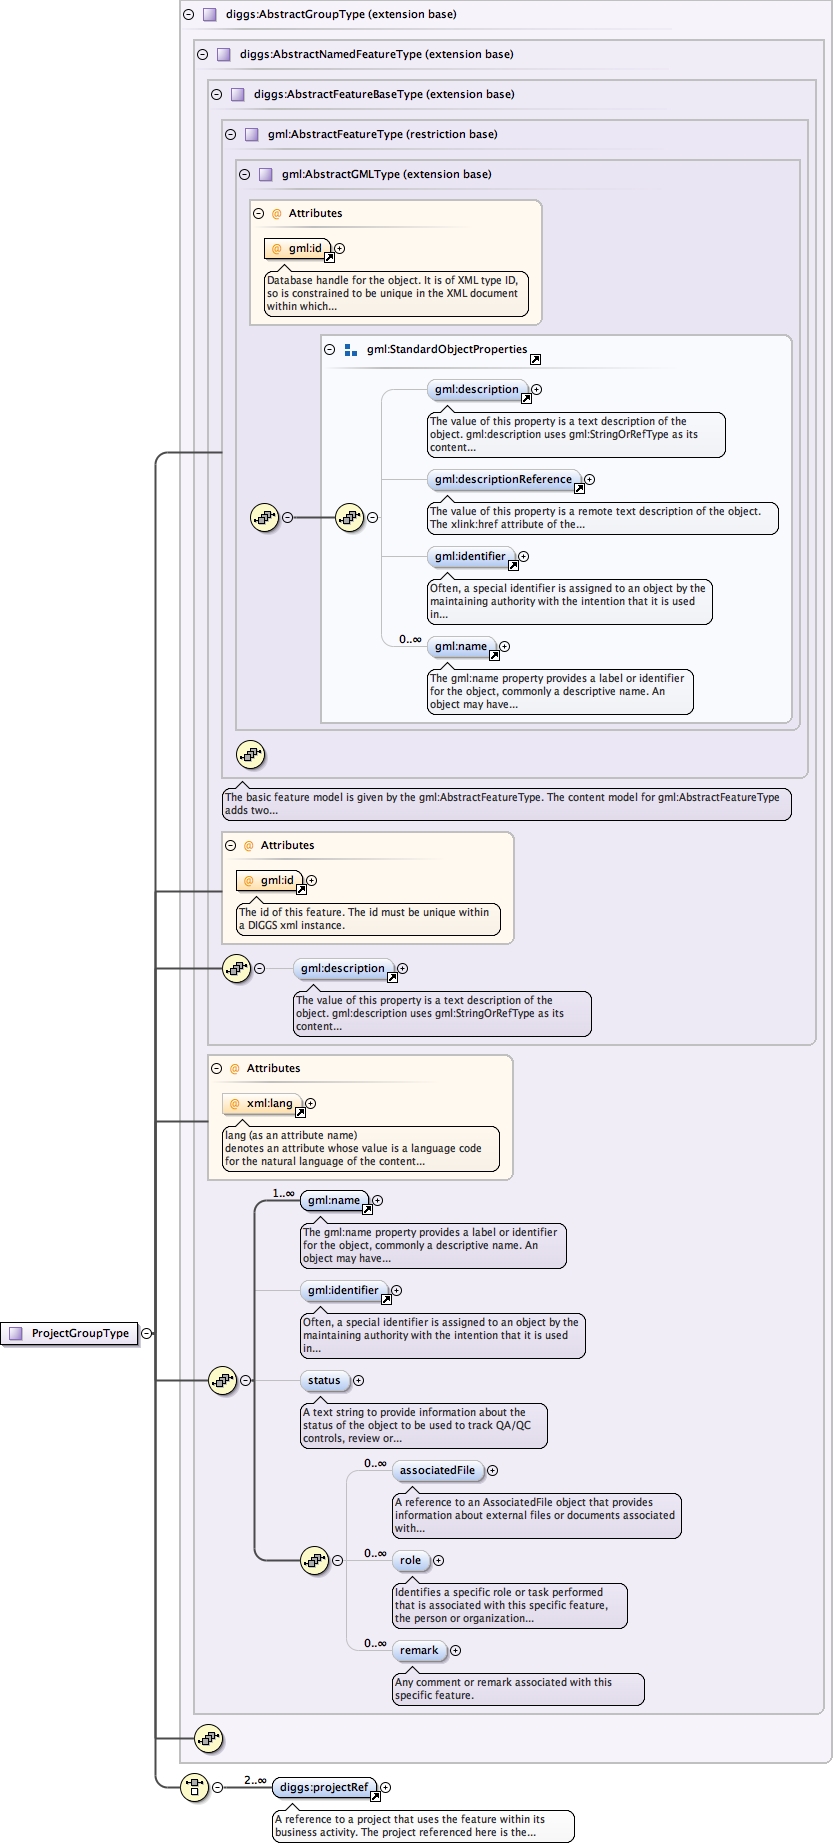 diggs:AbstractGroupType (extension base)
diggs:AbstractNamedFeatureType (extension base)
diggs:AbstractFeatureBaseType (extension base)
gml:AbstractFeatureType (restriction base)
gml:AbstractGMLType (extension base)
@ Attributes
@ gml:id
Database handle for the object. It is of XML type ID,
so is constrained to be unique in the XML document
within which...
gml:StandardObjectProperties
gml:description
The value of this property is a text description of the
object. gml:description uses gml:StringOrRefType as its
content...
gml:descriptionReference
The value of this property is a remote text description of the object.
The xlink:href attribute of the...
gml:identifier
Often, a special identifier is assigned to an object by the
maintaining authority with the intention that it is used
in...
0..∞
gml:name
The gml:name property provides a label or identifier
for the object, commonly a descriptive name. An
object may have...
The basic feature model is given by the gml:AbstractFeatureType. The content model for gml:AbstractFeatureType
adds two...
@ Attributes
@ gml:id
The id of this feature. The id must be unique within
a DIGGS xml instance.
gml:description
The value of this property is a text description of the
object. gml:description uses gml:StringOrRefType as its
content...
@ Attributes
@ xml:lang
lang (as an attribute name)
denotes an attribute whose value is a language code
for the natural language of the content...
1..∞
gml:name
The gml:name property provides a label or identifier
for the object, commonly a descriptive name. An
object may have...
gml:identifier
Often, a special identifier is assigned to an object by the
maintaining authority with the intention that it is used
in...
ProjectGroupType
status
A text string to provide information about the
status of the object to be used to track QA/QC
controls, review or...
0..∞
associatedFile
A reference to an AssociatedFile object that provides
information about external files or documents associated
with...
0..∞
role
Identifies a specific role or task performed
that is associated with this specific feature,
the person or organization...
0..∞
remark
Any comment or remark associated with this
specific feature.
2..∞
diggs:projectRef
A reference to a project that uses the feature within its
business activity. The project referenced here is the...